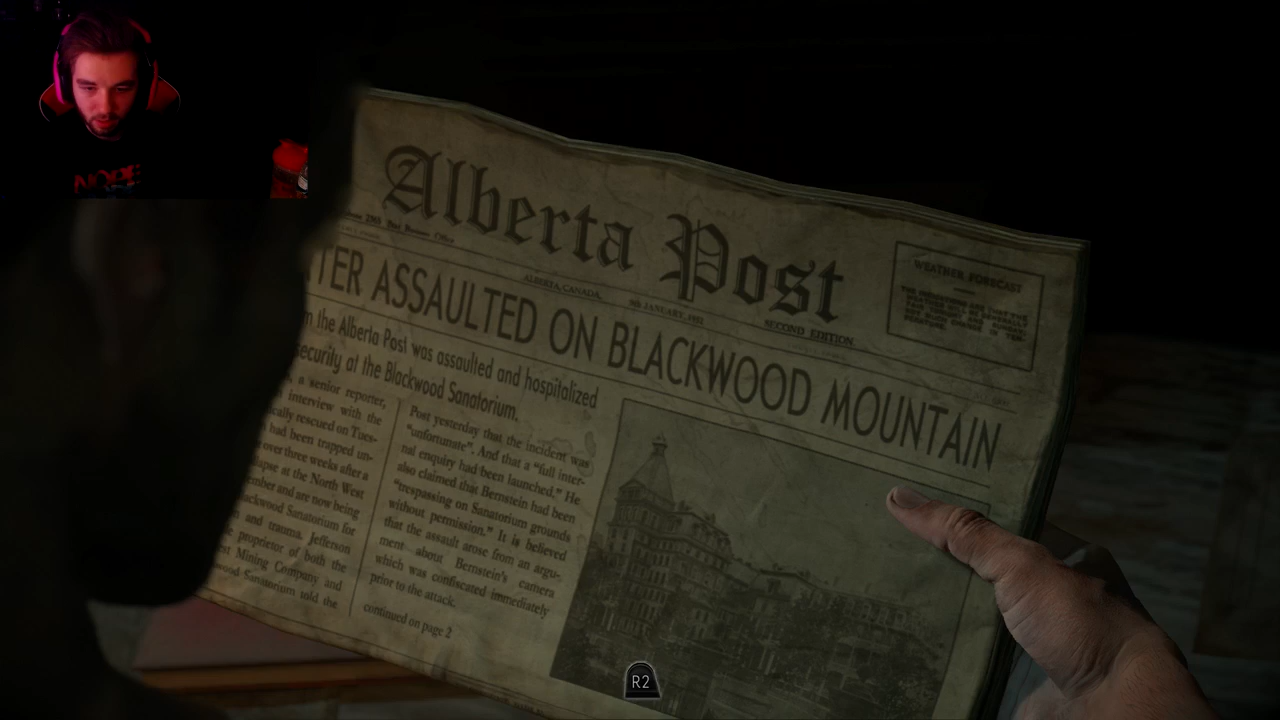 NOPE
Alberta Post
WEATHER FORECAST
ALBERTA, CANADA,
SECOND EDITION
TER ASSAULTED ON BLACKWOOD MOUNTAIN
the Alberta Post was assaulted and hospitalized
security at the Blackwood Sanatorium.
a senior reporter,
interview with the
cally rescued on Tues-
had been trapped un-
over three weeks after a
lapse at the North West
mber and are now being
ackwood Sanatorium for
and trauma. Jefferson
proprietor of both the
st Mining Company and
wood Sanatorium told the
Post yesterday that the incident was
"unfortunate". And that a "full inter-
nal enquiry had been launched." He
also claimed that Bernstein had been
"trespassing on Sanatorium grounds
without permission." It is believed
that the assault arose from an argu-
ment about Bernstein's camera
which was confiscated immediately
prior to the attack.
continued on page 2
R2